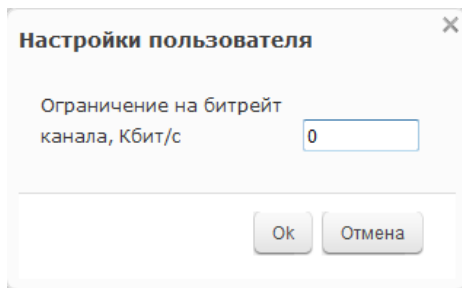 Настройки пользователя
Ограничение на битрейт
канала, Кбит/с
0
Ok Отмена